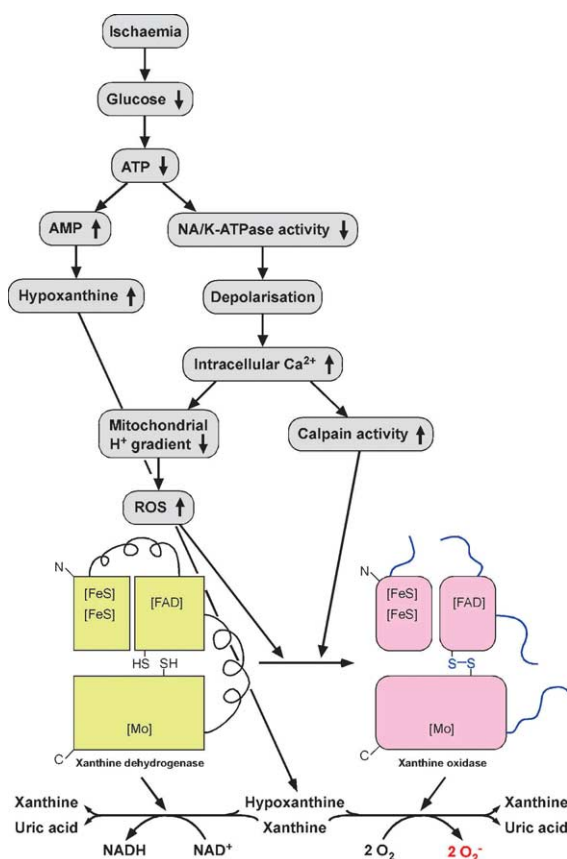 Ischaemia
Glucose ↓
ATP ↓
AMP ↑
NA/K-ATPase activity ↓
Hypoxanthine ↑
Depolarisation
Intracellular Ca²⁺ ↑
Mitochondrial
H⁺ gradient ↓
Calpain activity ↑
ROS ↑
N
[FeS]
[FeS]
[FAD]
HS
SH
[Mo]
C
Xanthine dehydrogenase
N
[FeS]
[FeS]
[FAD]
S–S
[Mo]
C
Xanthine oxidase
Xanthine
Uric acid
NADH
NAD⁺
Hypoxanthine
Xanthine
2 O₂
2 O₂⁻
Xanthine
Uric acid